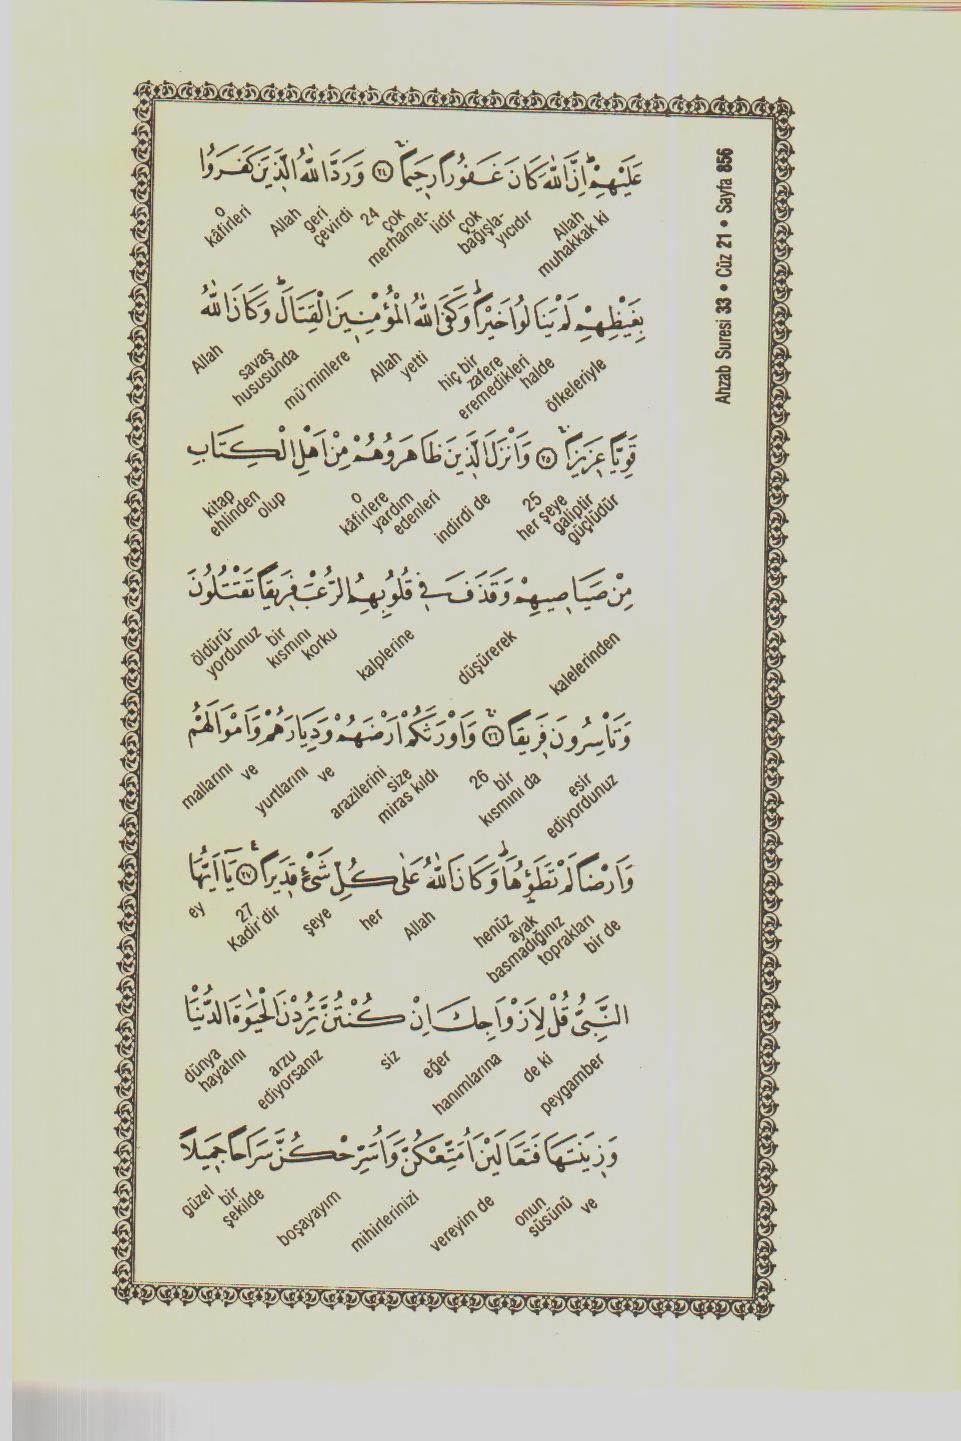 Ahzab Suresi 33 • Cüz 21 • Sayfa 856
عَلَيْهِمْ اِنَّ اللّٰهَ كَانَ غَفُورًا رَحِيمًا ﴿٢٤﴾ وَرَدَّ اللّٰهُ الَّذِينَ كَفَرُوا
Allah muhakkak ki çok bağışla-yıcıdır çok merhamet-lidir 24 geri çevirdi Allah o kâfirleri
بِغَيْظِهِمْ لَمْ يَنَالُوا خَيْرًا وَكَفَى اللّٰهُ الْمُؤْمِنِينَ الْقِتَالَ وَكَانَ اللّٰهُ
öfkeleriyle halde hiç bir zafere eremedikleri yetti Allah mü'minlere savaş hususunda Allah
قَوِيًّا عَزِيزًا ﴿٢٥﴾ وَاَنْزَلَ الَّذِينَ ظَاهَرُوهُمْ مِنْ اَهْلِ الْكِتَابِ
güçlüdür galiptir her şeye 25 indirdi de o kâfirlere yardım edenleri olup kitap ehlinden
مِنْ صَيَاصِيهِمْ وَقَذَفَ فِي قُلُوبِهِمُ الرُّعْبَ فَرِيقًا تَقْتُلُونَ
kalelerinden düşürerek kalplerine korku bir kısmını öldürü-yordunuz
وَتَأْسِرُونَ فَرِيقًا ﴿٢٦﴾ وَاَوْرَثَكُمْ اَرْضَهُمْ وَدِيَارَهُمْ وَاَمْوَالَهُمْ
esir ediyordunuz bir kısmını da 26 size miras kıldı arazilerini ve yurtlarını ve mallarını
وَاَرْضًا لَمْ تَطَؤُهَا وَكَانَ اللّٰهُ عَلٰى كُلِّ شَيْءٍ قَدِيرًا ﴿٢٧﴾ يَٓا اَيُّهَا
bir de toprakları henüz ayak basmadığınız Allah her şeye Kadir'dir 27 ey
النَّبِيُّ قُلْ لِاَزْوَاجِكَ اِنْ كُنْتُنَّ تُرِدْنَ الْحَيٰوةَ الدُّنْيَا
peygamber de ki hanımlarına eğer siz arzu ediyorsanız dünya hayatını
وَزِينَتَهَا فَتَعَالَيْنَ اُمَتِّعْكُنَّ وَاُسَرِّحْكُنَّ سَرَاحًا جَمِيلًا
ve onun süsünü vereyim de mihirlerinizi boşayayım bir şekilde güzel